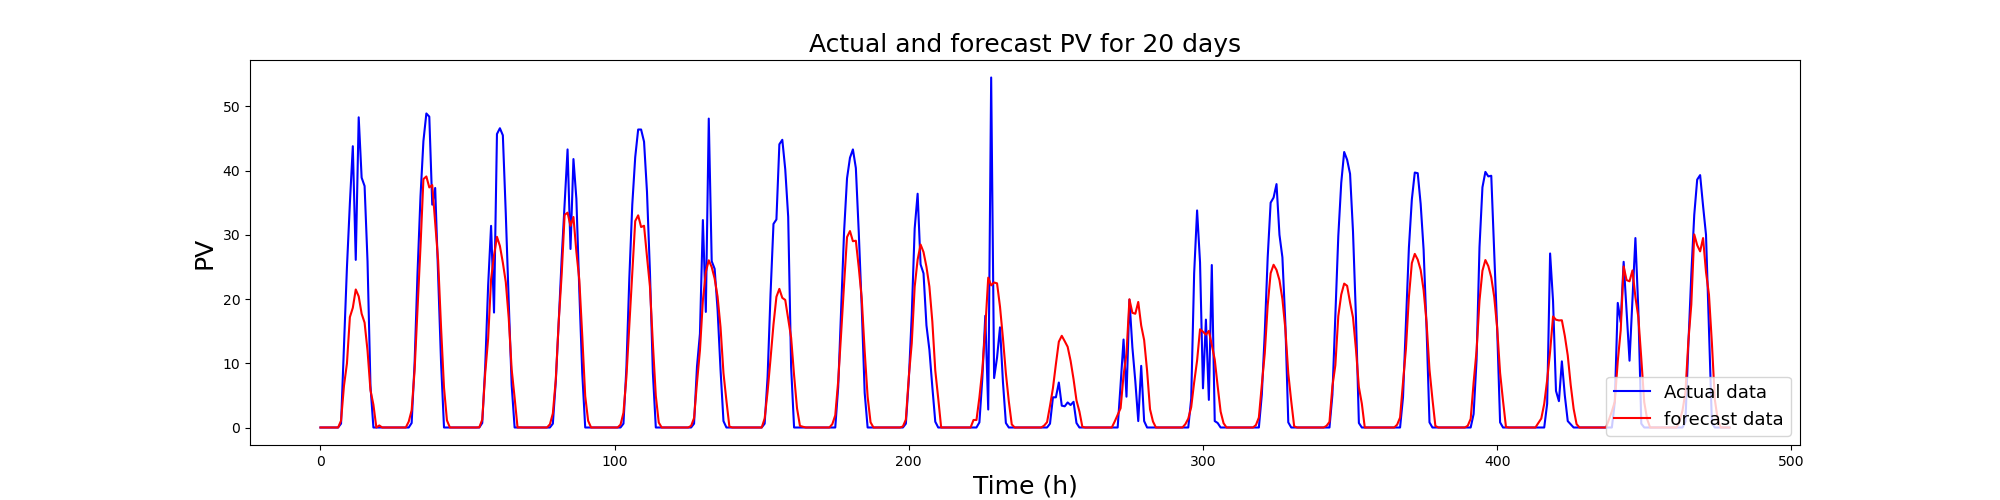 Actual and forecast PV for 20 days
PV
50
40
30
20
10
0
0 100 200 300 400 500
Time (h)
Actual data
forecast data